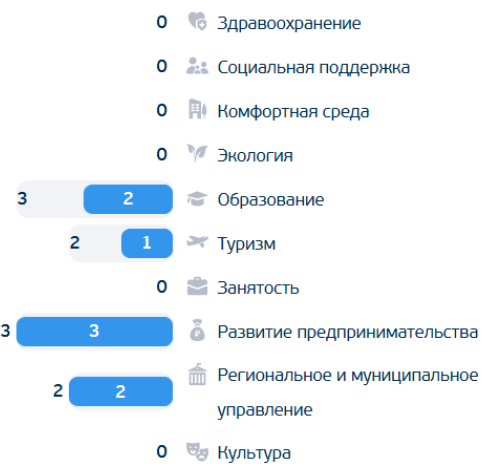 0 Здравоохранение
0 Социальная поддержка
0 Комфортная среда
0 Экология
3 2 Образование
2 1 Туризм
0 Занятость
3 3 Развитие предпринимательства
2 2 Региональное и муниципальное
управление
0 Культура